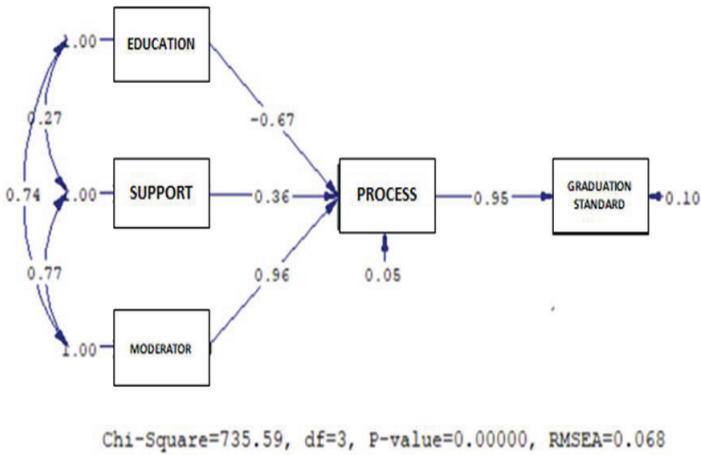 1.00
EDUCATION
0.27
-0.67
0.74
1.00
SUPPORT
0.36
PROCESS
0.95
GRADUATION
STANDARD
0.10
0.77
0.96
0.05
1.00
MODERATOR
Chi-Square=735.59, df=3, P-value=0.00000, RMSEA=0.068